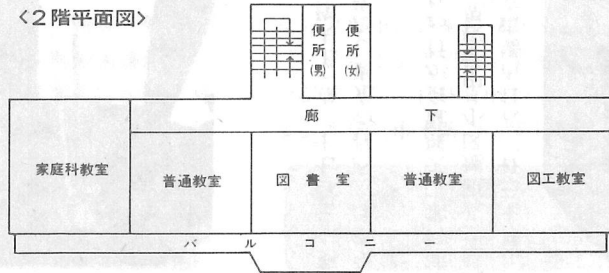 〈2階平面図〉
便所(男)
便所(女)
廊下
家庭科教室
普通教室
図書室
普通教室
図工教室
バルコニー